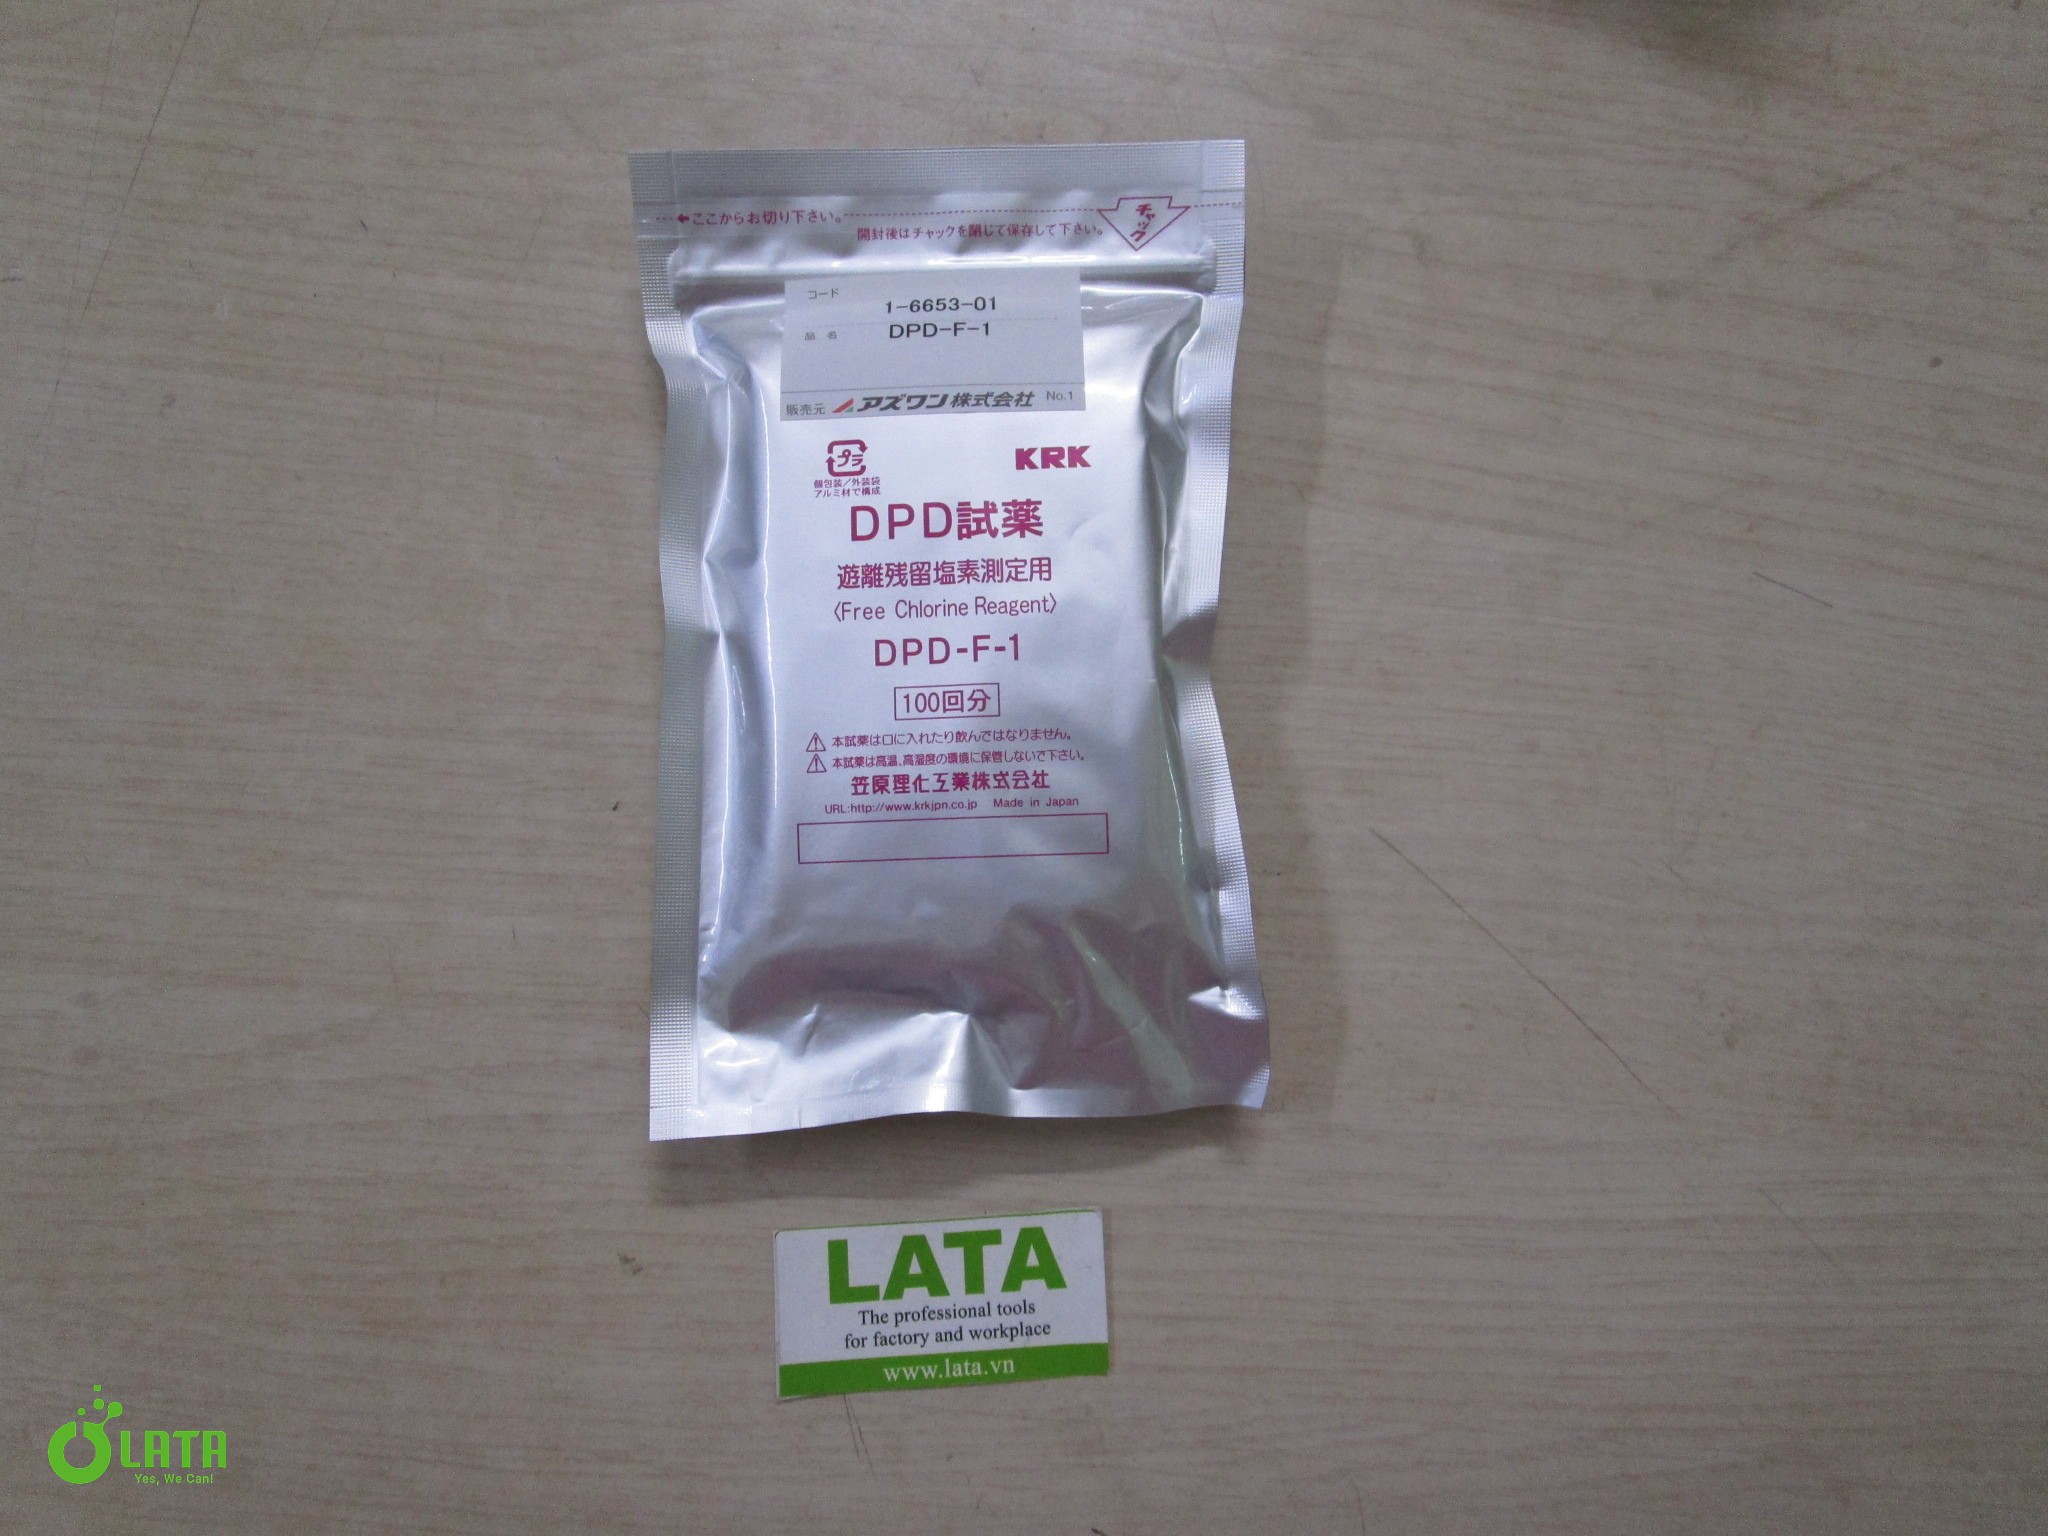 ここからお切り下さい。
開封後はチャックを閉じて保存して下さい。
チャック
コード
1-6653-01
品 名
DPD-F-1
販売元 アズワン株式会社 No.1
プラ
個包装/外装袋
アルミ材で構成
KRK
DPD試薬
遊離残留塩素測定用
〈Free Chlorine Reagent〉
DPD-F-1
100回分
本試薬は口に入れたり飲んではなりません。
本試薬は高温、高湿度の環境に保管しないで下さい。
笠原理化工業株式会社
URL:http://www.krkjpn.co.jp Made in Japan
LATA
The professional tools
for factory and workplace
www.lata.vn
LATA
Yes, We Can!